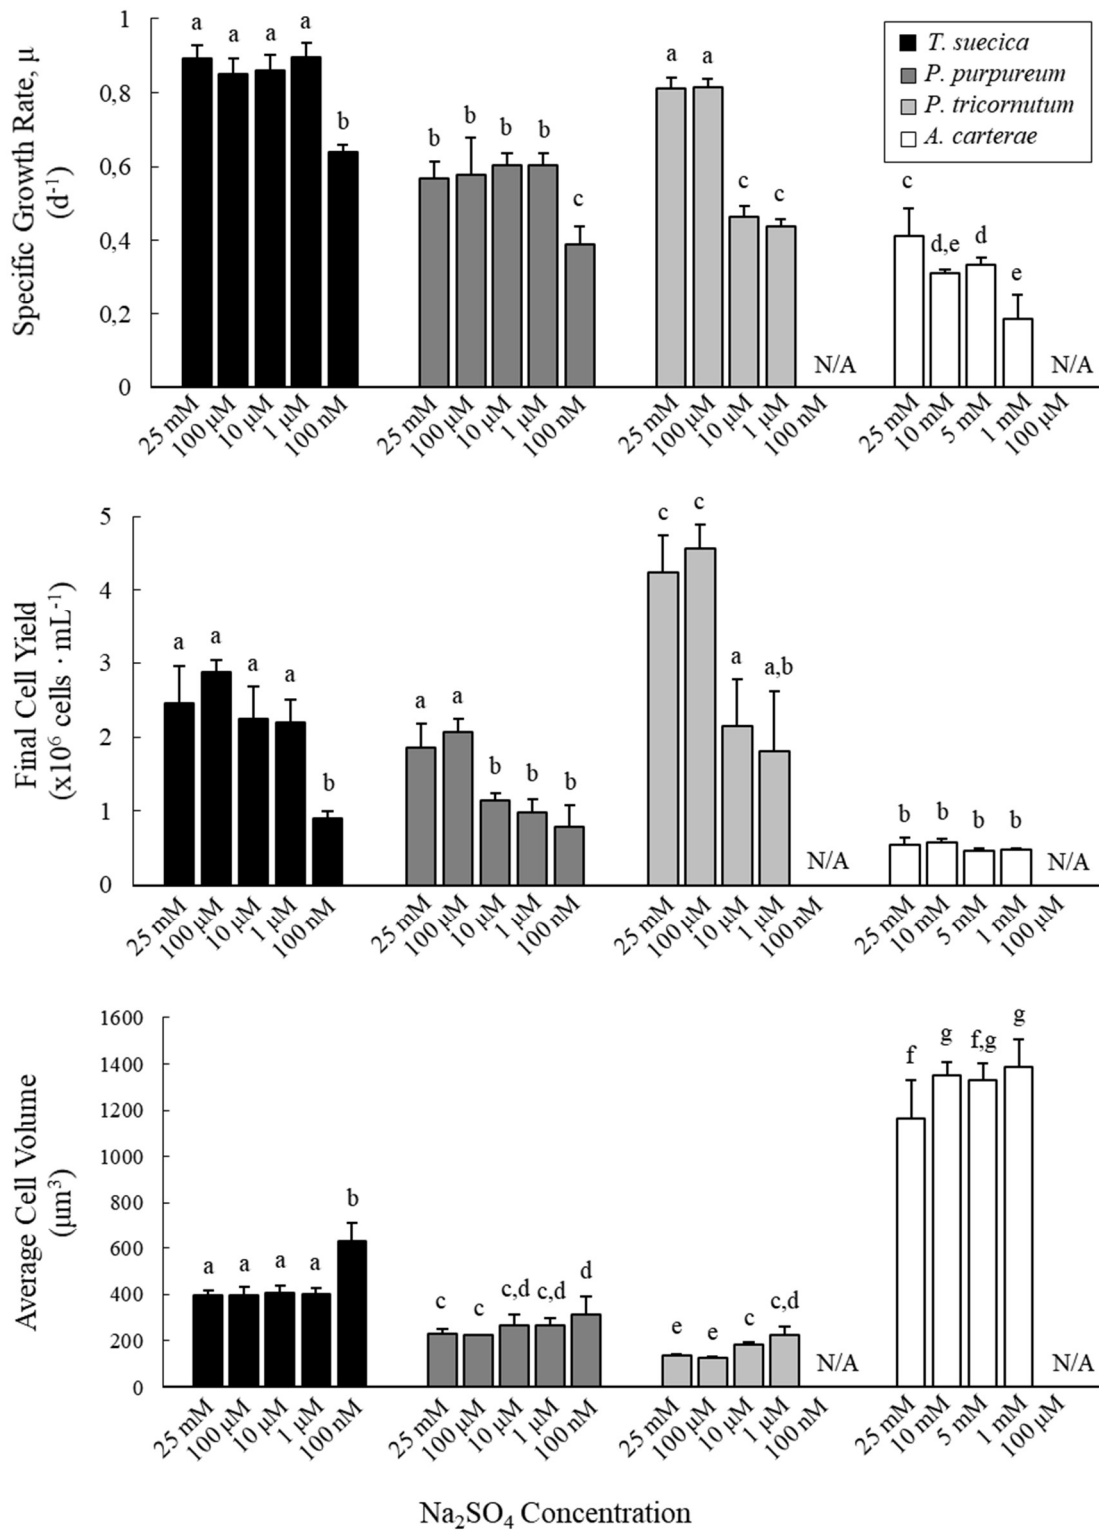 Specific Growth Rate, µ
(d⁻¹)
1
0,8
0,6
0,4
0,2
0
a a a a b
b b b b c
a a c c N/A
c d,e d e N/A
T. suecica
P. purpureum
P. tricornutum
A. carterae
25 mM 100 µM 10 µM 1 µM 100 nM
25 mM 100 µM 10 µM 1 µM 100 nM
25 mM 100 µM 10 µM 1 µM 100 nM
25 mM 10 mM 5 mM 1 mM 100 µM
Final Cell Yield
(x10⁶ cells · mL⁻¹)
5
4
3
2
1
0
a a a a b
a a b b b
c c a a,b N/A
b b b b N/A
25 mM 100 µM 10 µM 1 µM 100 nM
25 mM 100 µM 10 µM 1 µM 100 nM
25 mM 100 µM 10 µM 1 µM 100 nM
25 mM 10 mM 5 mM 1 mM 100 µM
Average Cell Volume
(µm³)
1600
1400
1200
1000
800
600
400
200
0
a a a a b
c c c,d c,d d
e e c c,d N/A
f g f,g g N/A
25 mM 100 µM 10 µM 1 µM 100 nM
25 mM 100 µM 10 µM 1 µM 100 nM
25 mM 100 µM 10 µM 1 µM 100 nM
25 mM 10 mM 5 mM 1 mM 100 µM
Na₂SO₄ Concentration